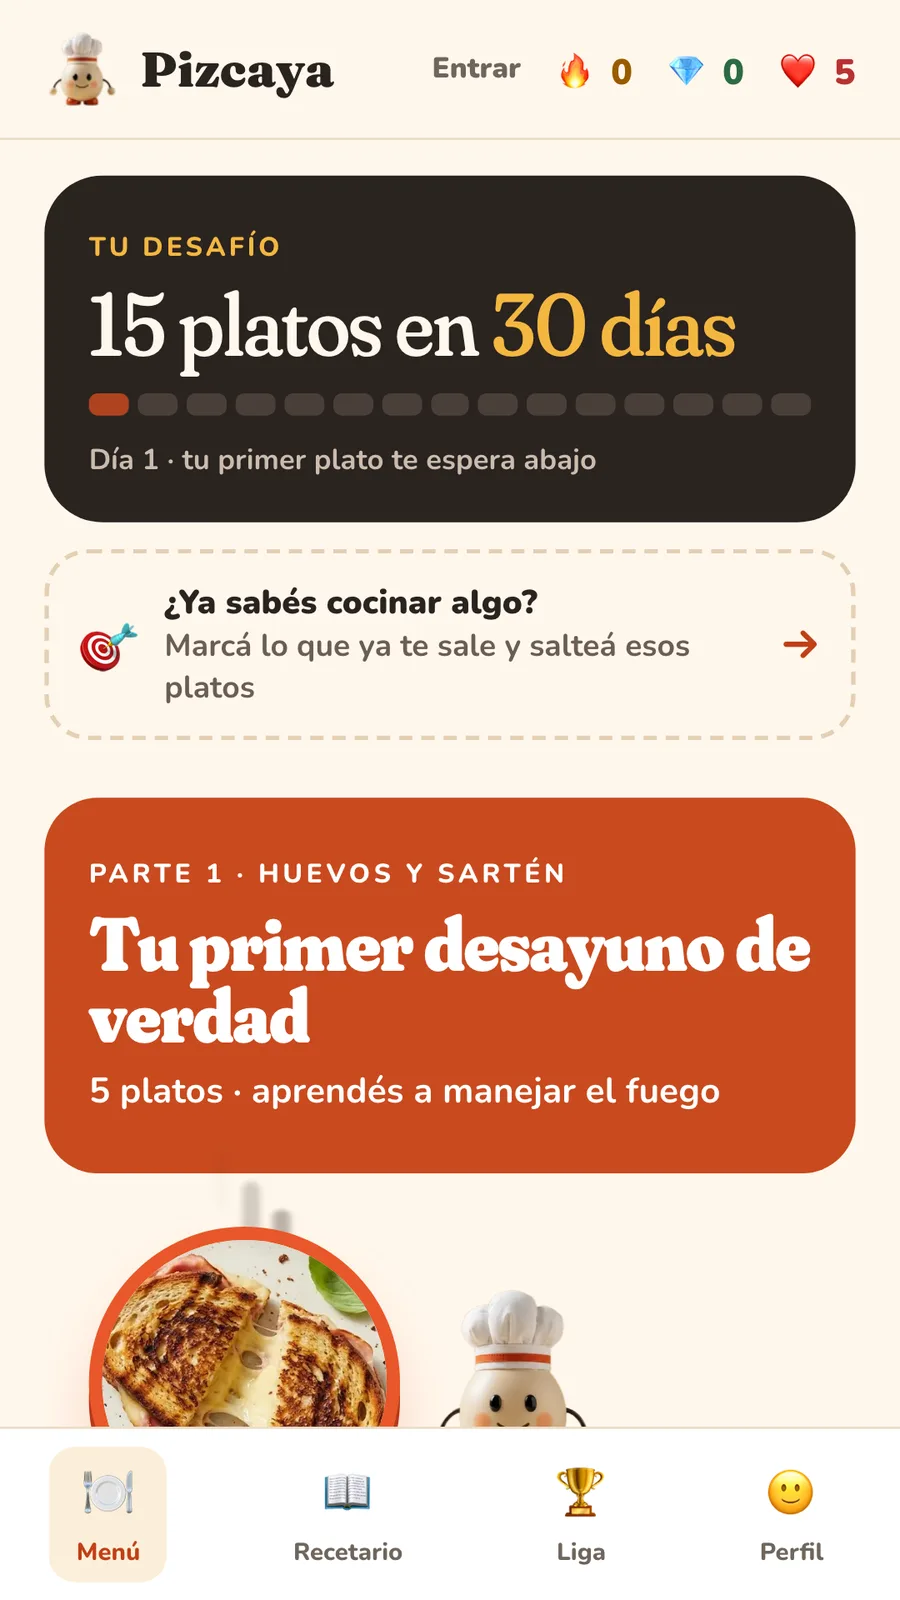 Pizcaya
Entrar 0 0 5
TU DESAFÍO
15 platos en 30 días
Día 1 · tu primer plato te espera abajo
¿Ya sabés cocinar algo?
Marcá lo que ya te sale y salteá esos
platos
PARTE 1 · HUEVOS Y SARTÉN
Tu primer desayuno de
verdad
5 platos · aprendés a manejar el fuego
Menú
Recetario
Liga
Perfil